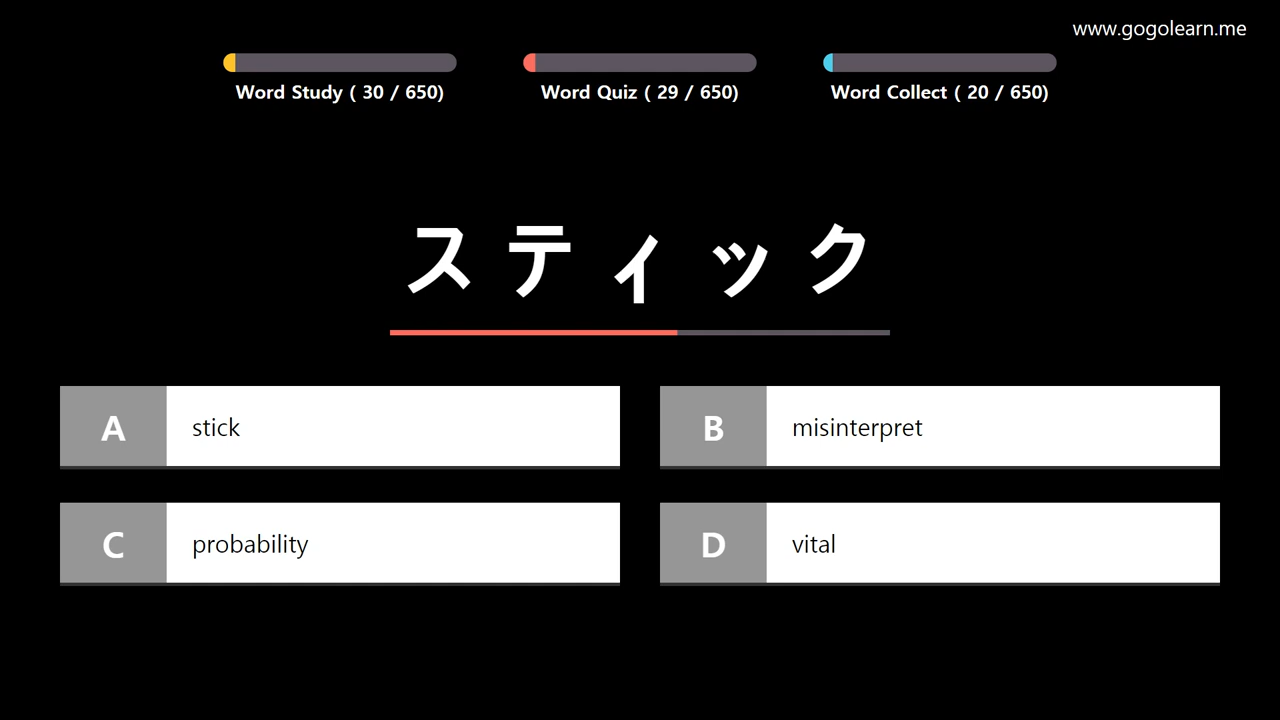 www.gogolearn.me
Word Study ( 30 / 650)
Word Quiz ( 29 / 650)
Word Collect ( 20 / 650)
スティック
A stick
B misinterpret
C probability
D vital